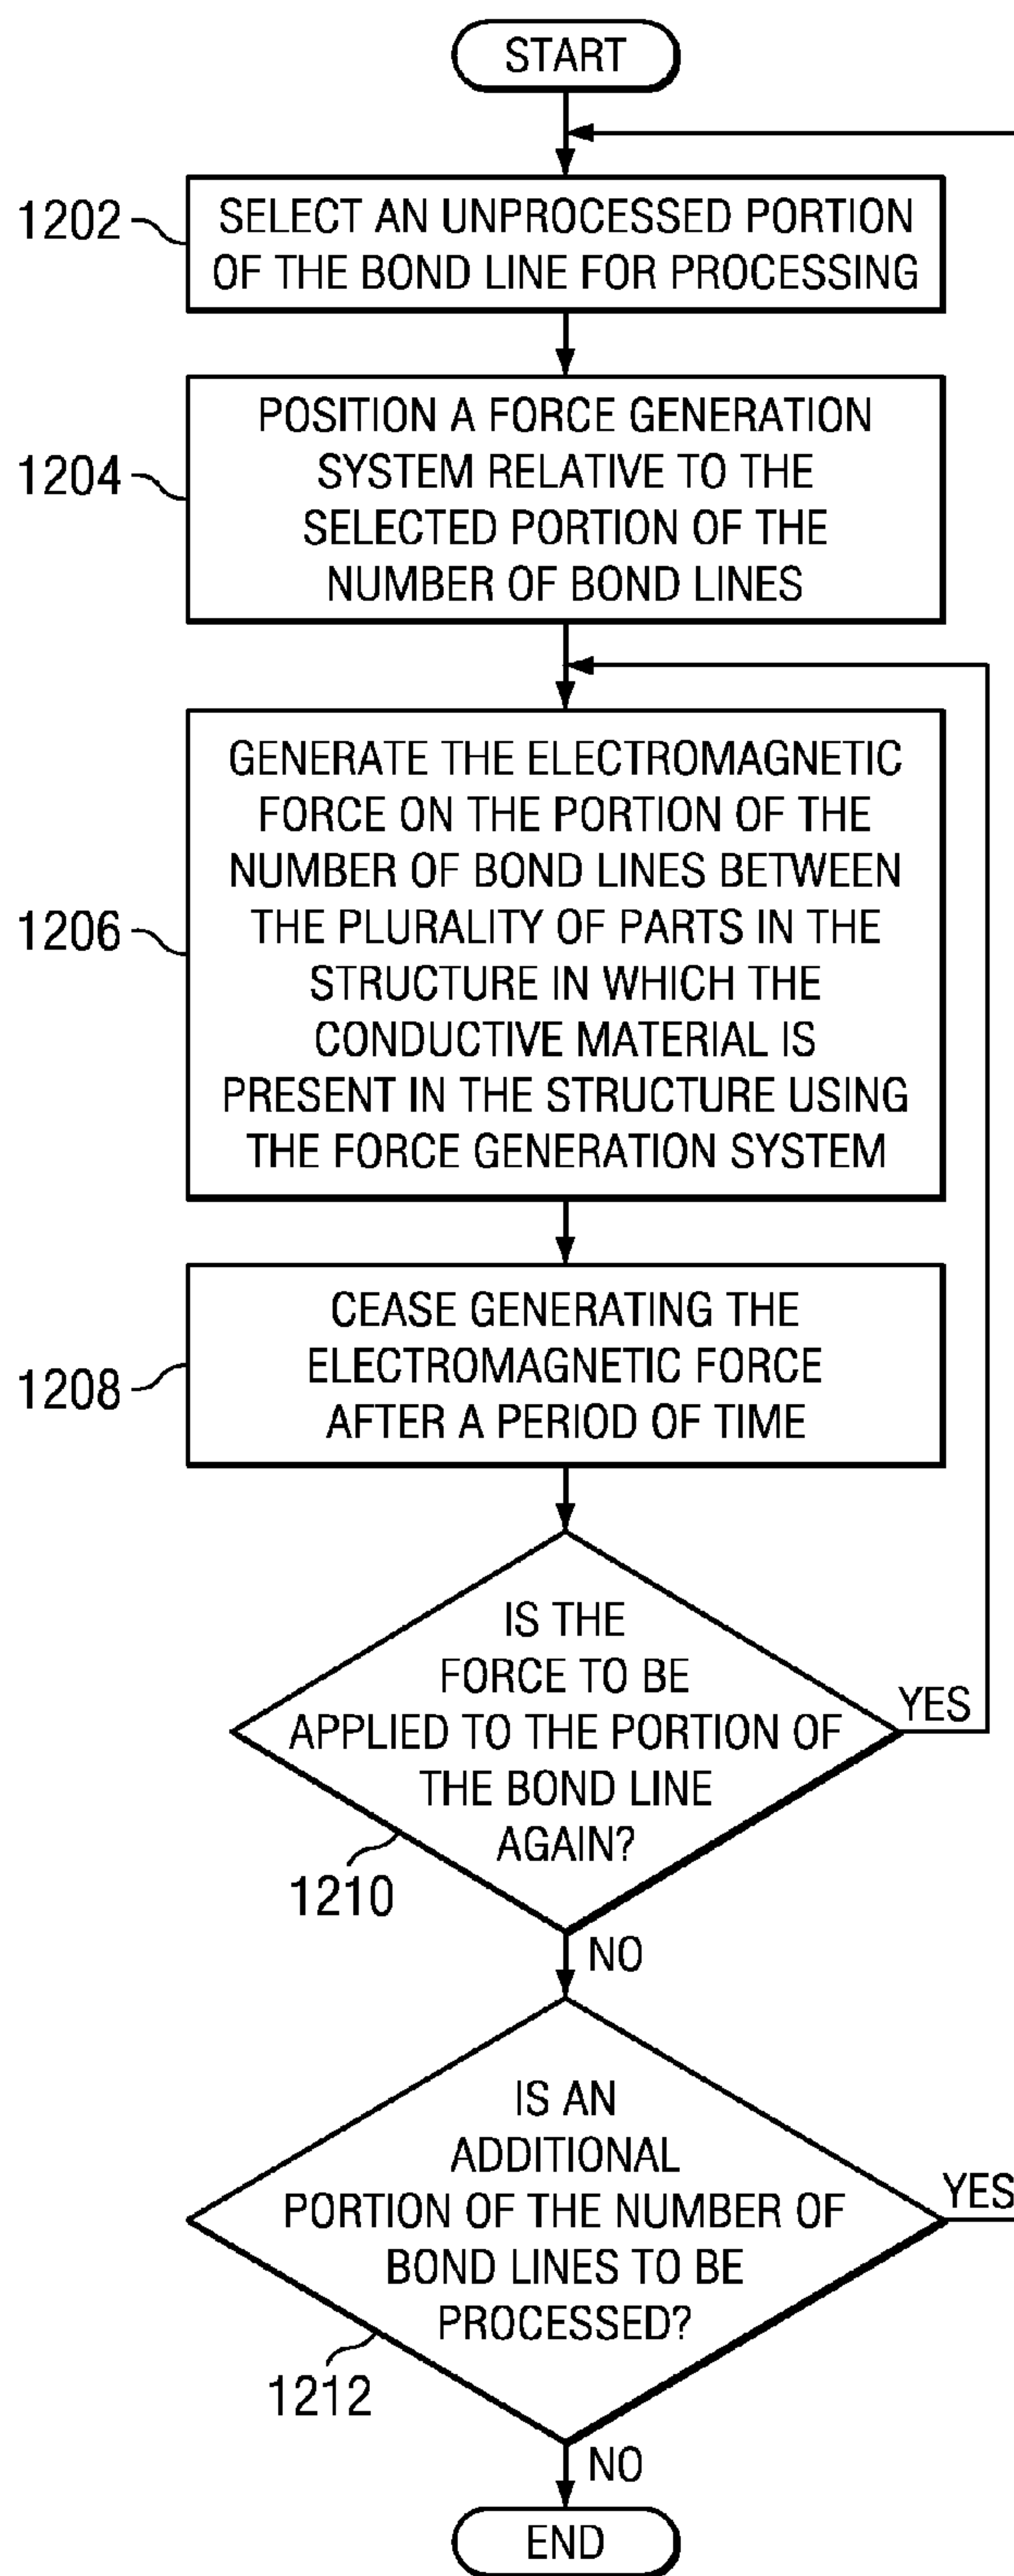 START
1202
SELECT AN UNPROCESSED PORTION
OF THE BOND LINE FOR PROCESSING
1204
POSITION A FORCE GENERATION
SYSTEM RELATIVE TO THE
SELECTED PORTION OF THE
NUMBER OF BOND LINES
1206
GENERATE THE ELECTROMAGNETIC
FORCE ON THE PORTION OF THE
NUMBER OF BOND LINES BETWEEN
THE PLURALITY OF PARTS IN THE
STRUCTURE IN WHICH THE
CONDUCTIVE MATERIAL IS
PRESENT IN THE STRUCTURE USING
THE FORCE GENERATION SYSTEM
1208
CEASE GENERATING THE
ELECTROMAGNETIC FORCE
AFTER A PERIOD OF TIME
IS THE
FORCE TO BE
APPLIED TO THE PORTION OF
THE BOND LINE
AGAIN?
YES
1210
NO
IS AN
ADDITIONAL
PORTION OF THE NUMBER OF
BOND LINES TO BE
PROCESSED?
YES
1212
NO
END